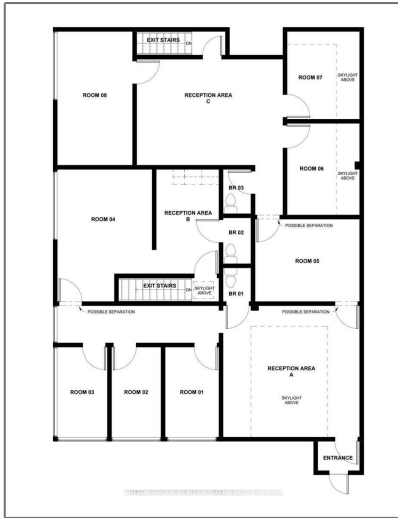 EXIT STAIRS
DN
ROOM 08
RECEPTION AREA
C
ROOM 07
SKYLIGHT
ABOVE
ROOM 06
SKYLIGHT
ABOVE
BR 03
ROOM 04
RECEPTION AREA
B
BR 02
POSSIBLE SEPARATION
ROOM 05
EXIT STAIRS
DN
SKYLIGHT
ABOVE
BR 01
POSSIBLE SEPARATION
POSSIBLE SEPARATION
RECEPTION AREA
A
ROOM 03
ROOM 02
ROOM 01
SKYLIGHT
ABOVE
ENTRANCE